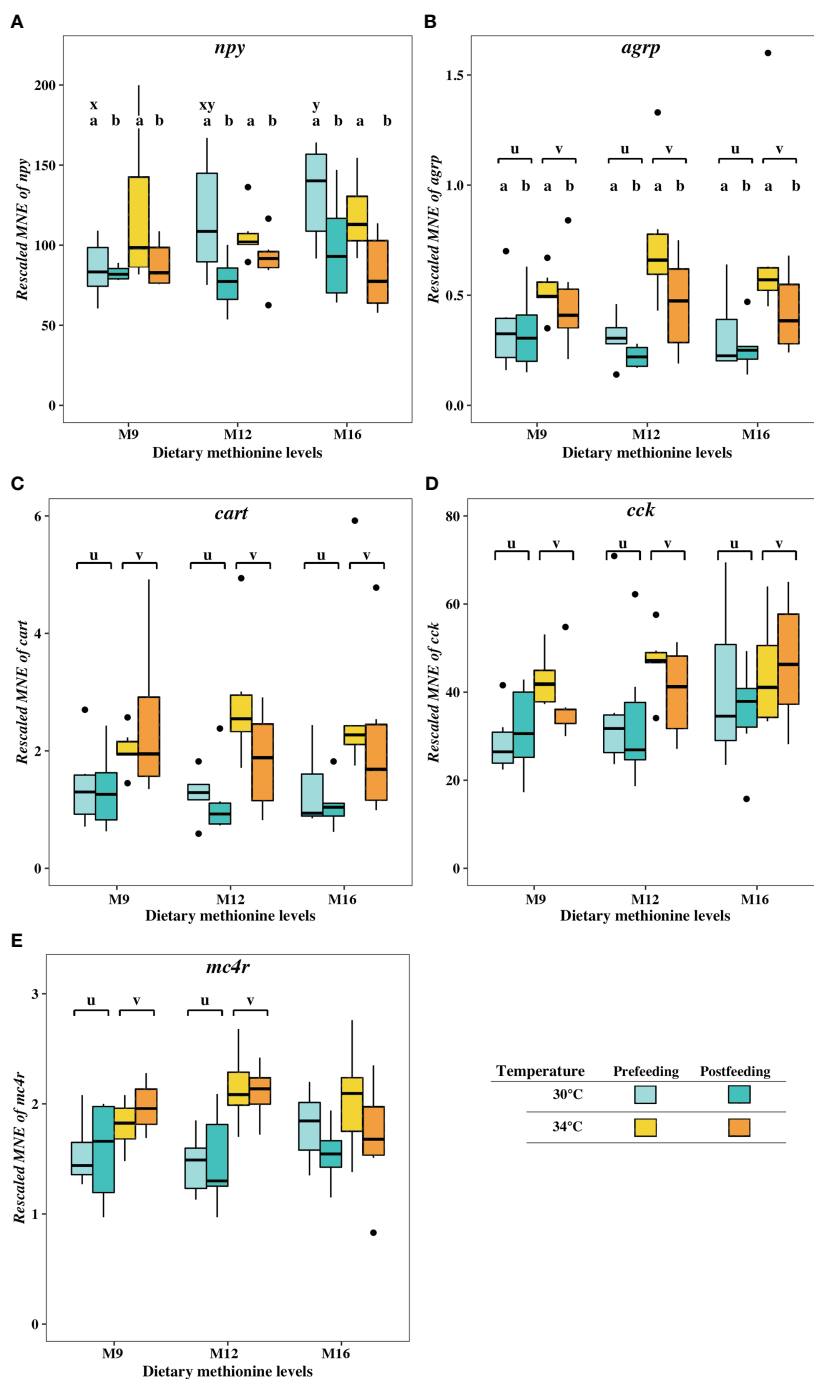 A
npy
200
150
100
50
0
x xy y
a b a b a b a b a b a b
M9 M12 M16
Dietary methionine levels
Rescaled MNE of npy
B
agrp
1.5
1.0
0.5
0.0
u v u v u v
a b a b a b a b a b a b
M9 M12 M16
Dietary methionine levels
Rescaled MNE of agrp
C
cart
6
4
2
0
u v u v u v
M9 M12 M16
Dietary methionine levels
Rescaled MNE of cart
D
cck
80
60
40
20
0
u v u v u v
M9 M12 M16
Dietary methionine levels
Rescaled MNE of cck
E
mc4r
3
2
1
0
u v u v
M9 M12 M16
Dietary methionine levels
Rescaled MNE of mc4r
Temperature Prefeeding Postfeeding
30°C
34°C